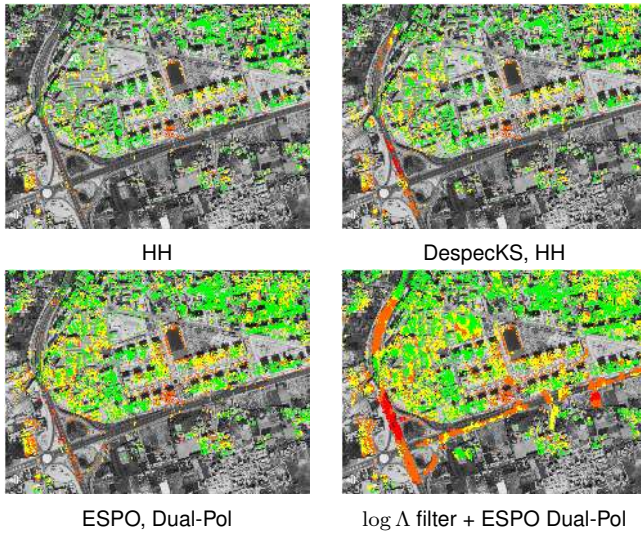 HH
DespecKS, HH
ESPO, Dual-Pol
log Λ filter + ESPO Dual-Pol